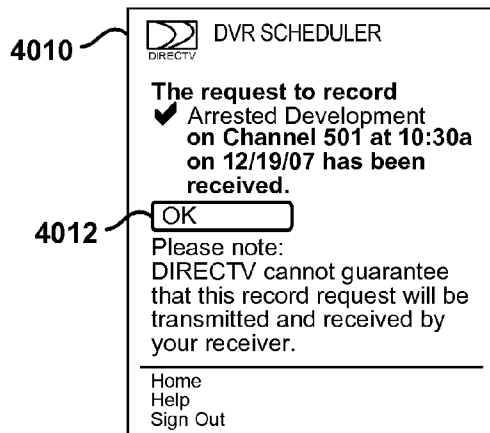 4010
DIRECTV
DVR SCHEDULER
The request to record
Arrested Development
on Channel 501 at 10:30a
on 12/19/07 has been
received.
4012
OK
Please note:
DIRECTV cannot guarantee
that this record request will be
transmitted and received by
your receiver.
Home
Help
Sign Out